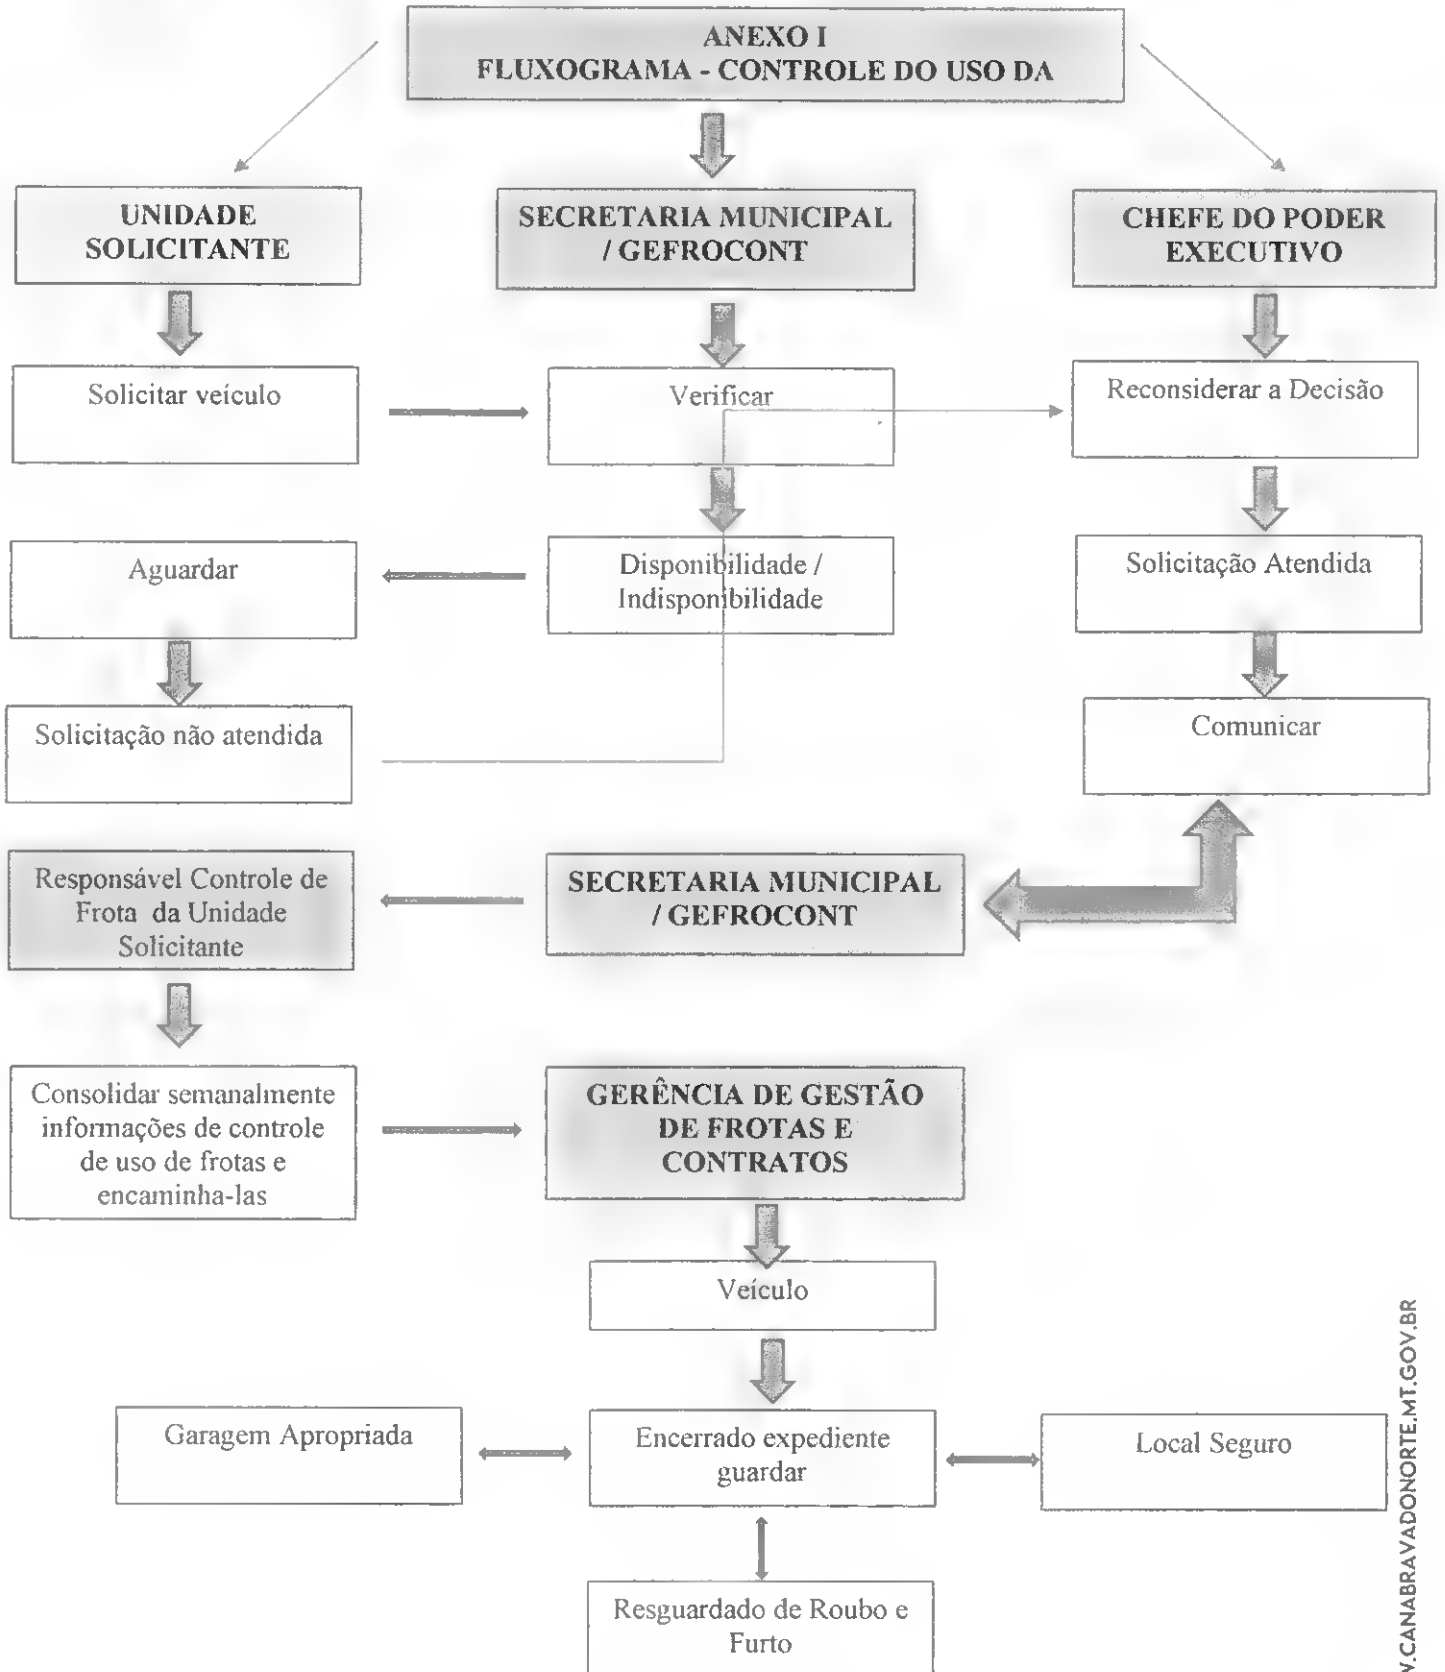 ANEXO I
FLUXOGRAMA - CONTROLE DO USO DA
UNIDADE
SOLICITANTE
SECRETARIA MUNICIPAL
/ GEFROCONT
CHEFE DO PODER
EXECUTIVO
Solicitar veículo
Verificar
Reconsiderar a Decisão
Aguardar
Disponibilidade /
Indisponibilidade
Solicitação Atendida
Solicitação não atendida
Comunicar
Responsável Controle de
Frota da Unidade
Solicitante
SECRETARIA MUNICIPAL
/ GEFROCONT
Consolidar semanalmente
informações de controle
de uso de frotas e
encaminha-las
GERÊNCIA DE GESTÃO
DE FROTAS E
CONTRATOS
Veículo
Garagem Apropriada
Encerrado expediente
guardar
Local Seguro
Resguardado de Roubo e
Furto
.CANABRAVADONORTE.MT.GOV.BR